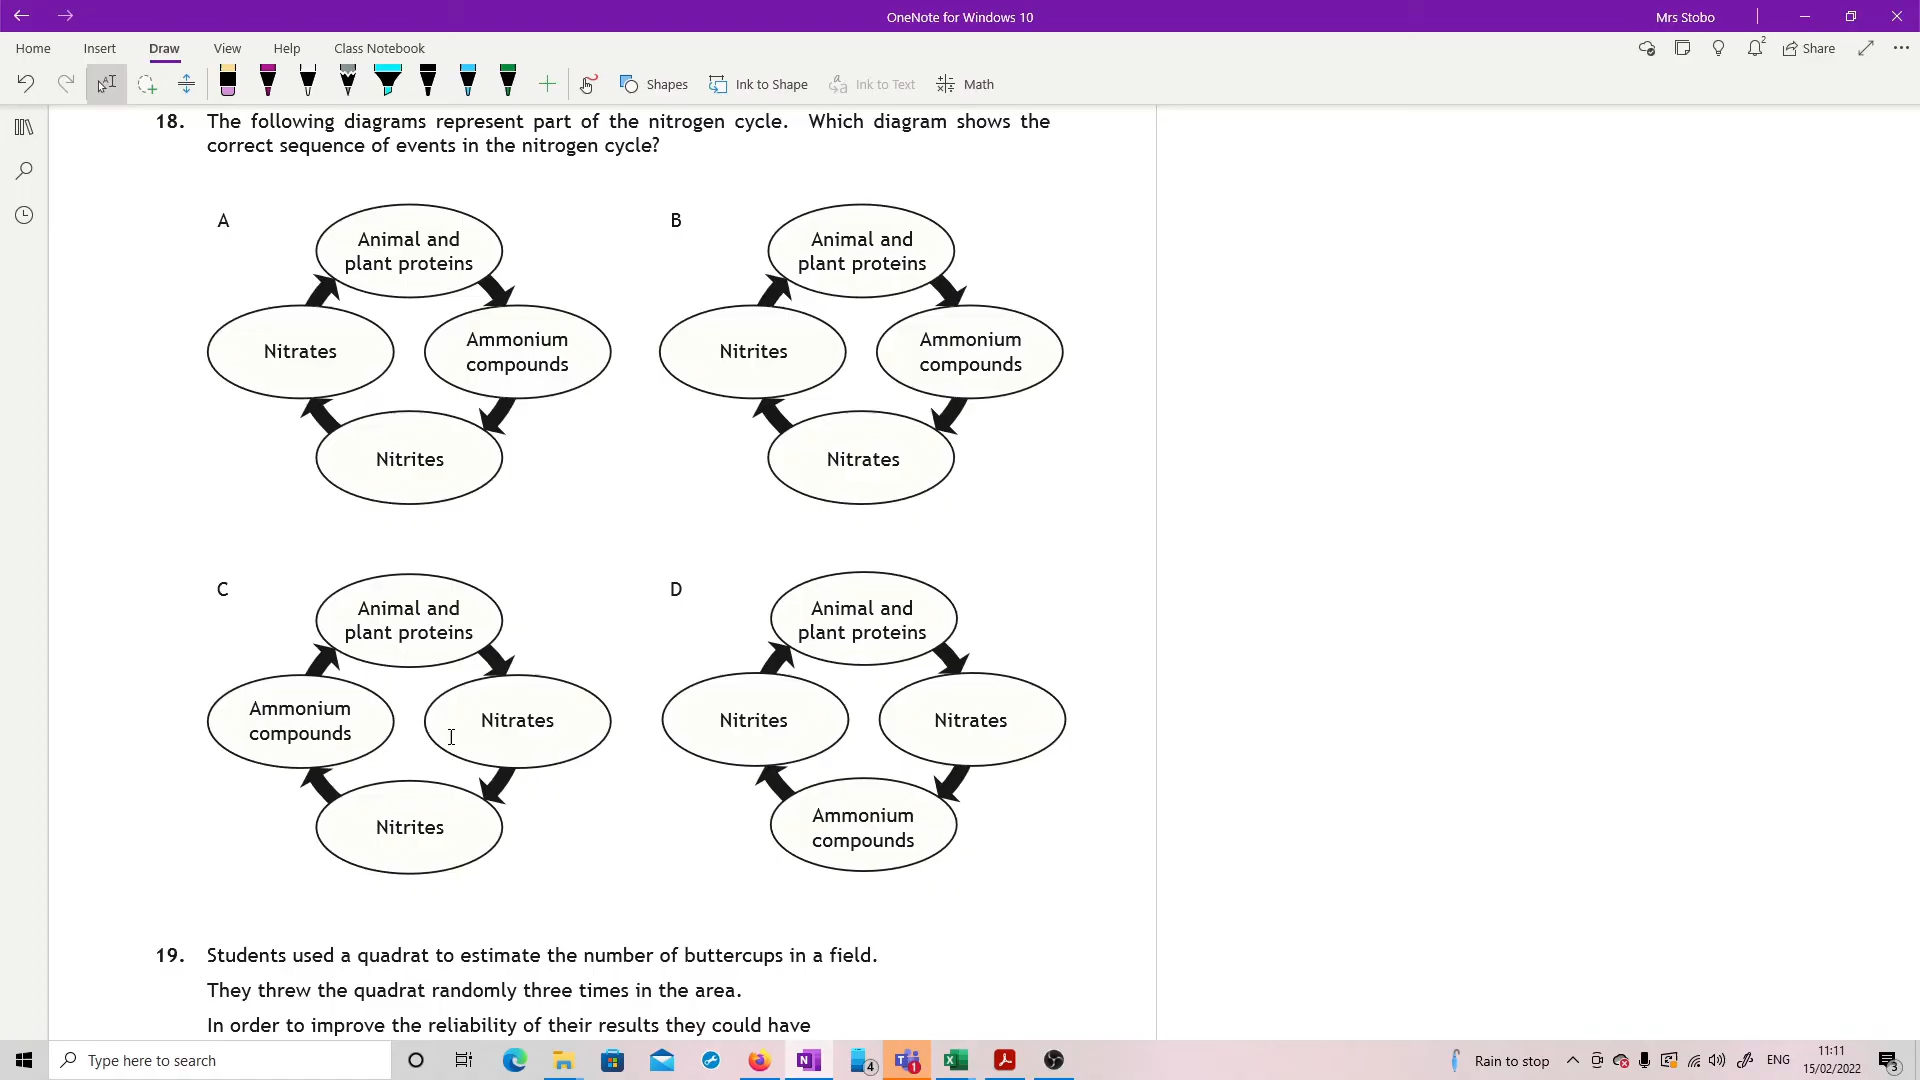 OneNote for Windows 10
Mrs Stobo
Home Insert Draw View Help Class Notebook
2
Share
Shapes Ink to Shape Ink to Text Math
18. The following diagrams represent part of the nitrogen cycle. Which diagram shows the
correct sequence of events in the nitrogen cycle?
A
Animal and
plant proteins
Ammonium
compounds
Nitrites
Nitrates
B
Animal and
plant proteins
Ammonium
compounds
Nitrates
Nitrites
C
Animal and
plant proteins
Nitrates
Nitrites
Ammonium
compounds
D
Animal and
plant proteins
Nitrates
Ammonium
compounds
Nitrites
19. Students used a quadrat to estimate the number of buttercups in a field.
They threw the quadrat randomly three times in the area.
In order to improve the reliability of their results they could have
Type here to search
4
1
Rain to stop
ENG
11:11
15/02/2022
3